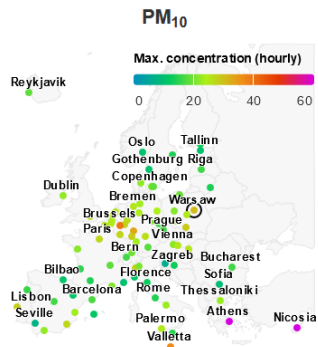 PM10
Max. concentration (hourly)
0 20 40 60
Reykjavik
Oslo Tallinn
Gothenburg Riga
Copenhagen
Dublin
Bremen Warsaw
Brussels Prague
Paris Vienna
Bern Zagreb Bucharest
Bilbao Florence Sofia
Lisbon Barcelona Rome Thessaloniki
Seville Palermo Athens Nicosia
Valletta